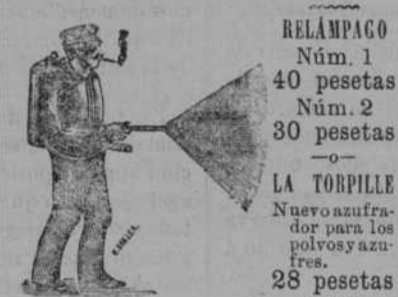 RELÁMPAGO
Núm. 1
40 pesetas
Núm. 2
30 pesetas
—o—
LA TORPILLE
Nuevo azufra-
dor para los
polvos y azu-
fres.
28 pesetas